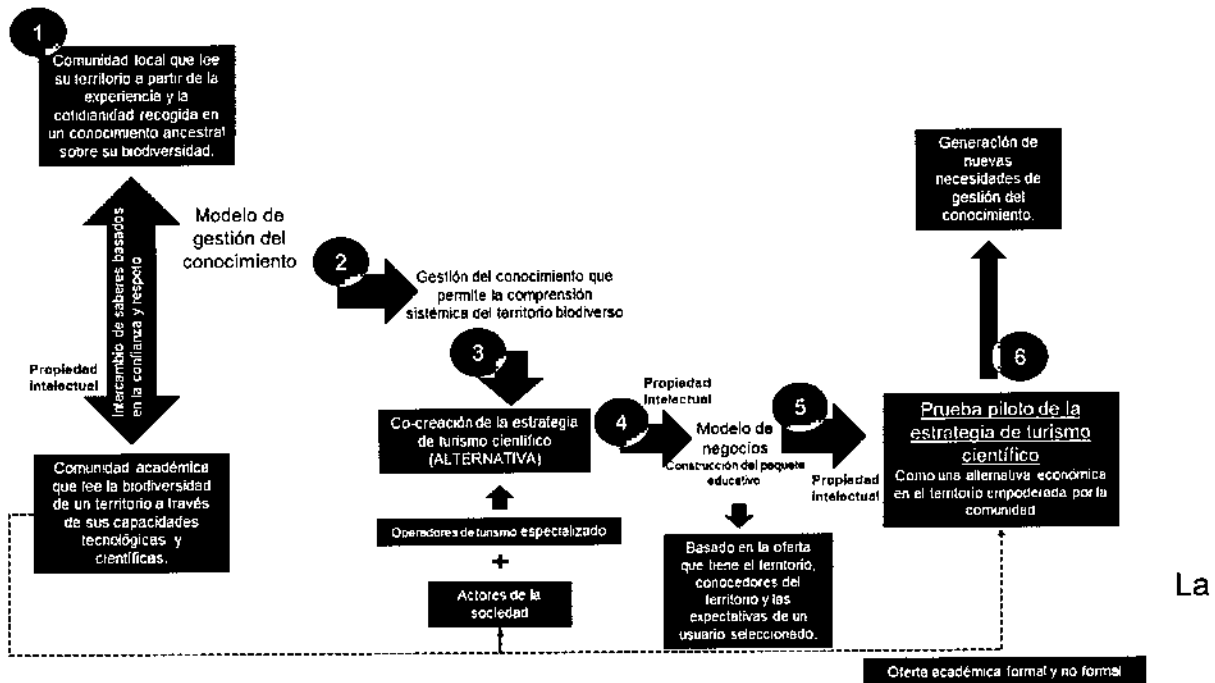 1
Comunidad local que lee
su territorio a partir de la
experiencia y la
cotidianidad recogida en
un conocimiento ancestral
sobre su biodiversidad.
Intercambio de saberes basados
en la confianza y respeto
Propiedad
intelectual
Comunidad académica
que lee la biodiversidad
de un territorio a través
de sus capacidades
tecnológicas y
científicas.
Modelo de
gestión del
conocimiento
2
Gestión del conocimiento que
permite la comprensión
sistémica del territorio biodiverso
3
Co-creación de la estrategia
de turismo científico
(ALTERNATIVA)
Operadores de turismo especializado
+
Actores de la
sociedad
4
Propiedad
intelectual
Modelo de
negocios
Construcción del paquete
educativo
Basado en la oferta
que tiene el territorio,
conocedores del
territorio y las
expectativas de un
usuario seleccionado.
5
Propiedad
intelectual
Generación de
nuevas
necesidades de
gestión del
conocimiento.
6
Prueba piloto de la
estrategia de turismo
científico
Como una alternativa económica
en el territorio empoderada por la
comunidad
La
Oferta académica formal y no formal